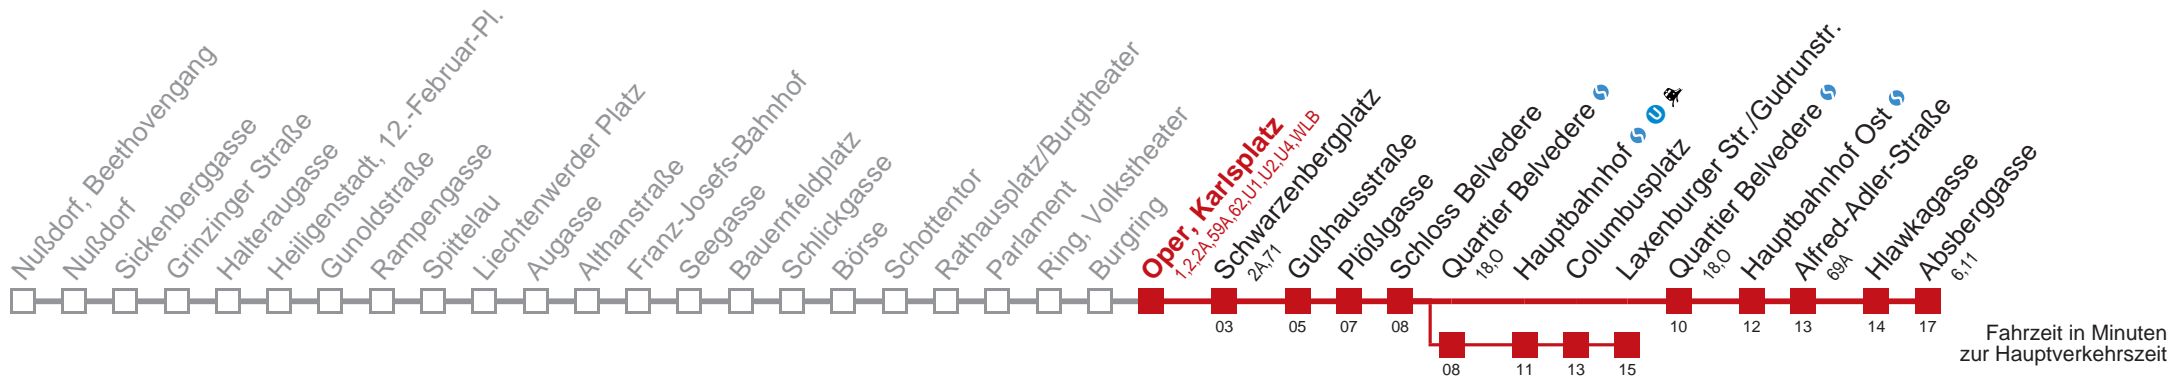 Nußdorf, Beethovengang
Nußdorf
Sickenberggasse
Grinzinger Straße
Halteraugasse
Heiligenstadt, 12.-Februar-Pl.
Gunoldstraße
Rampengasse
Spittelau
Liechtenwerder Platz
Augasse
Althanstraße
Franz-Josefs-Bahnhof
Seegasse
Bauernfeldplatz
Schlickgasse
Börse
Schottentor
Rathausplatz/Burgtheater
Parlament
Ring, Volkstheater
Burgring
Oper, Karlsplatz
1,2,2A,59A,62,U1,U2,U4,WLB
Schwarzenbergplatz
2A,71
Gußhausstraße
Plößlgasse
Schloss Belvedere
Quartier Belvedere
18,O
Hauptbahnhof U
Columbusplatz
Laxenburger Str./Gudrunstr.
Quartier Belvedere
18,O
Hauptbahnhof Ost
Alfred-Adler-Straße
69A
Hlawkagasse
Absberggasse
6,11
03 05 07 08 10 12 13 14 17
08 11 13 15
Fahrzeit in Minuten
zur Hauptverkehrszeit